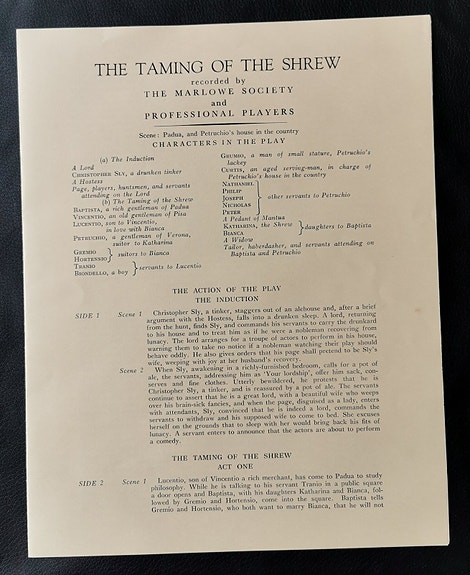 THE TAMING OF THE SHREW
recorded by
THE MARLOWE SOCIETY
and
PROFESSIONAL PLAYERS
Scene: Padua, and Petruchio's house in the country
CHARACTERS IN THE PLAY
(a) The Induction
A Lord
CHRISTOPHER SLY, a drunken tinker
A Hostess
Page, players, huntsmen, and servants
attending on the Lord
(b) The Taming of the Shrew
BAPTISTA, a rich gentleman of Padua
VINCENTIO, an old gentleman of Pisa
LUCENTIO, son to Vincentio,
in love with Bianca
PETRUCHIO, a gentleman of Verona,
suitor to Katharina
GREMIO
HORTENSIO } suitors to Bianca
TRANIO
BIONDELLO, a boy } servants to Lucentio
GRUMIO, a man of small stature, Petruchio's
lackey
CURTIS, an aged serving-man, in charge of
Petruchio's house in the country
NATHANIEL
PHILIP
JOSEPH } other servants to Petruchio
NICHOLAS
PETER
A Pedant of Mantua
KATHARINA, the Shrew } daughters to Baptista
BIANCA
A Widow
Tailor, haberdasher, and servants attending on
Baptista and Petruchio
THE ACTION OF THE PLAY
THE INDUCTION
SIDE 1 Scene 1 Christopher Sly, a tinker, staggers out of an alehouse and, after a brief
argument with the Hostess, falls into a drunken sleep. A lord, returning
from the hunt, finds Sly, and commands his servants to carry the drunkard
to his house and to treat him as if he were a nobleman recovering from
lunacy. The lord arranges for a troupe of actors to perform in his house,
warning them to take no notice if a nobleman watching their play should
behave oddly. He also gives orders that his page shall pretend to be Sly's
wife, weeping with joy at her husband's recovery.
Scene 2 When Sly, awakening in a richly-furnished bedroom, calls for a pot of
ale, the servants, addressing him as 'Your lordship', offer him sack, con-
serves and fine clothes. Utterly bewildered, he protests that he is
Christopher Sly, a tinker, and is reassured by a pot of ale. The servants
continue to assert that he is a great lord, with a beautiful wife who weeps
over his brain-sick fancies, and when the page, disguised as a lady, enters
with attendants, Sly, convinced that he is indeed a lord, commands the
servants to withdraw and his supposed wife to come to bed. She excuses
herself on the grounds that to sleep with her would bring back his fits of
lunacy. A servant enters to announce that the actors are about to perform
a comedy.
THE TAMING OF THE SHREW
ACT ONE
SIDE 2 Scene 1 Lucentio, son of Vincentio a rich merchant, has come to Padua to study
philosophy. While he is talking to his servant Tranio in a public square
a door opens and Baptista, with his daughters Katharina and Bianca, fol-
lowed by Gremio and Hortensio, come into the square. Baptista tells
Gremio and Hortensio, who both want to marry Bianca, that he will not